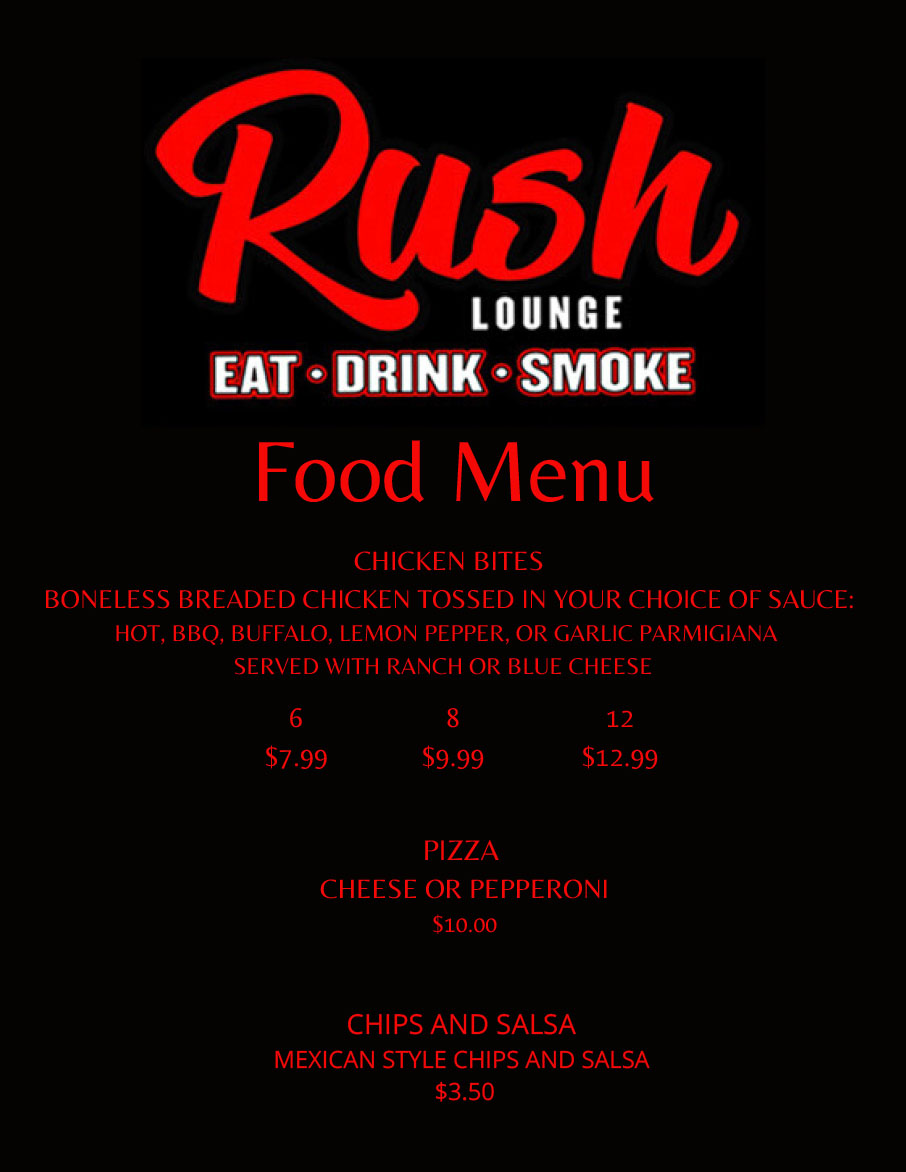 Rush
LOUNGE
EAT • DRINK • SMOKE
Food Menu
CHICKEN BITES
BONELESS BREADED CHICKEN TOSSED IN YOUR CHOICE OF SAUCE:
HOT, BBQ, BUFFALO, LEMON PEPPER, OR GARLIC PARMIGIANA
SERVED WITH RANCH OR BLUE CHEESE
6 8 12
$7.99 $9.99 $12.99
PIZZA
CHEESE OR PEPPERONI
$10.00
CHIPS AND SALSA
MEXICAN STYLE CHIPS AND SALSA
$3.50